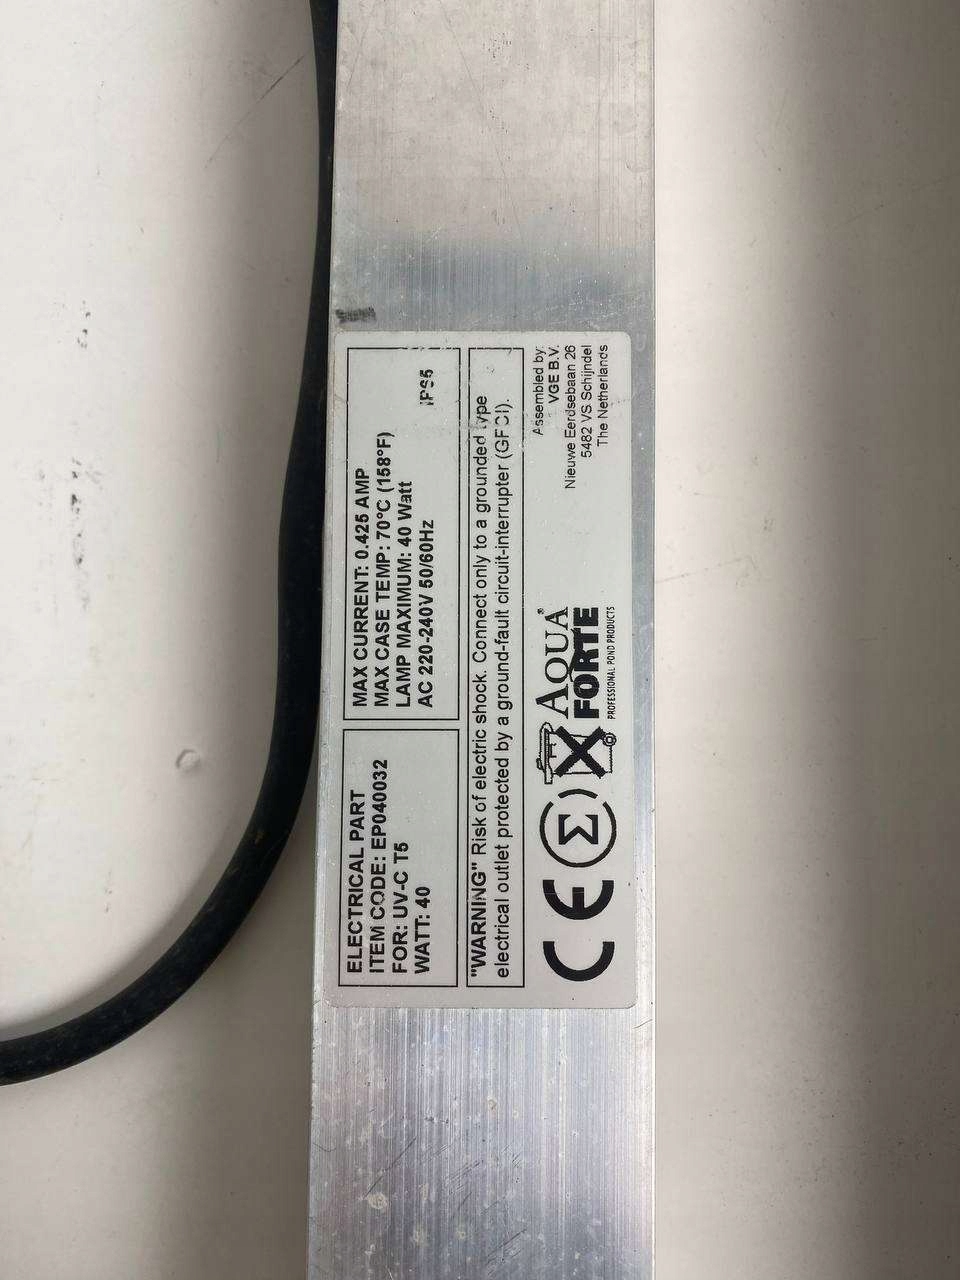 ELECTRICAL PART
ITEM CODE: EP040032
FOR: UV-C T5
WATT: 40
MAX CURRENT: 0.425 AMP
MAX CASE TEMP: 70°C (158°F)
LAMP MAXIMUM: 40 Watt
AC 220-240V 50/60Hz
"WARNING" Risk of electric shock. Connect only to a grounded type
electrical outlet protected by a ground-fault circuit-interrupter (GFCI).
CE
AQUA®
FORTE
PROFESSIONAL POND PRODUCTS
Assembled by:
VGE B.V.
Nieuwe Eerdsebaan 26
5482 VS Schijndel
The Netherlands